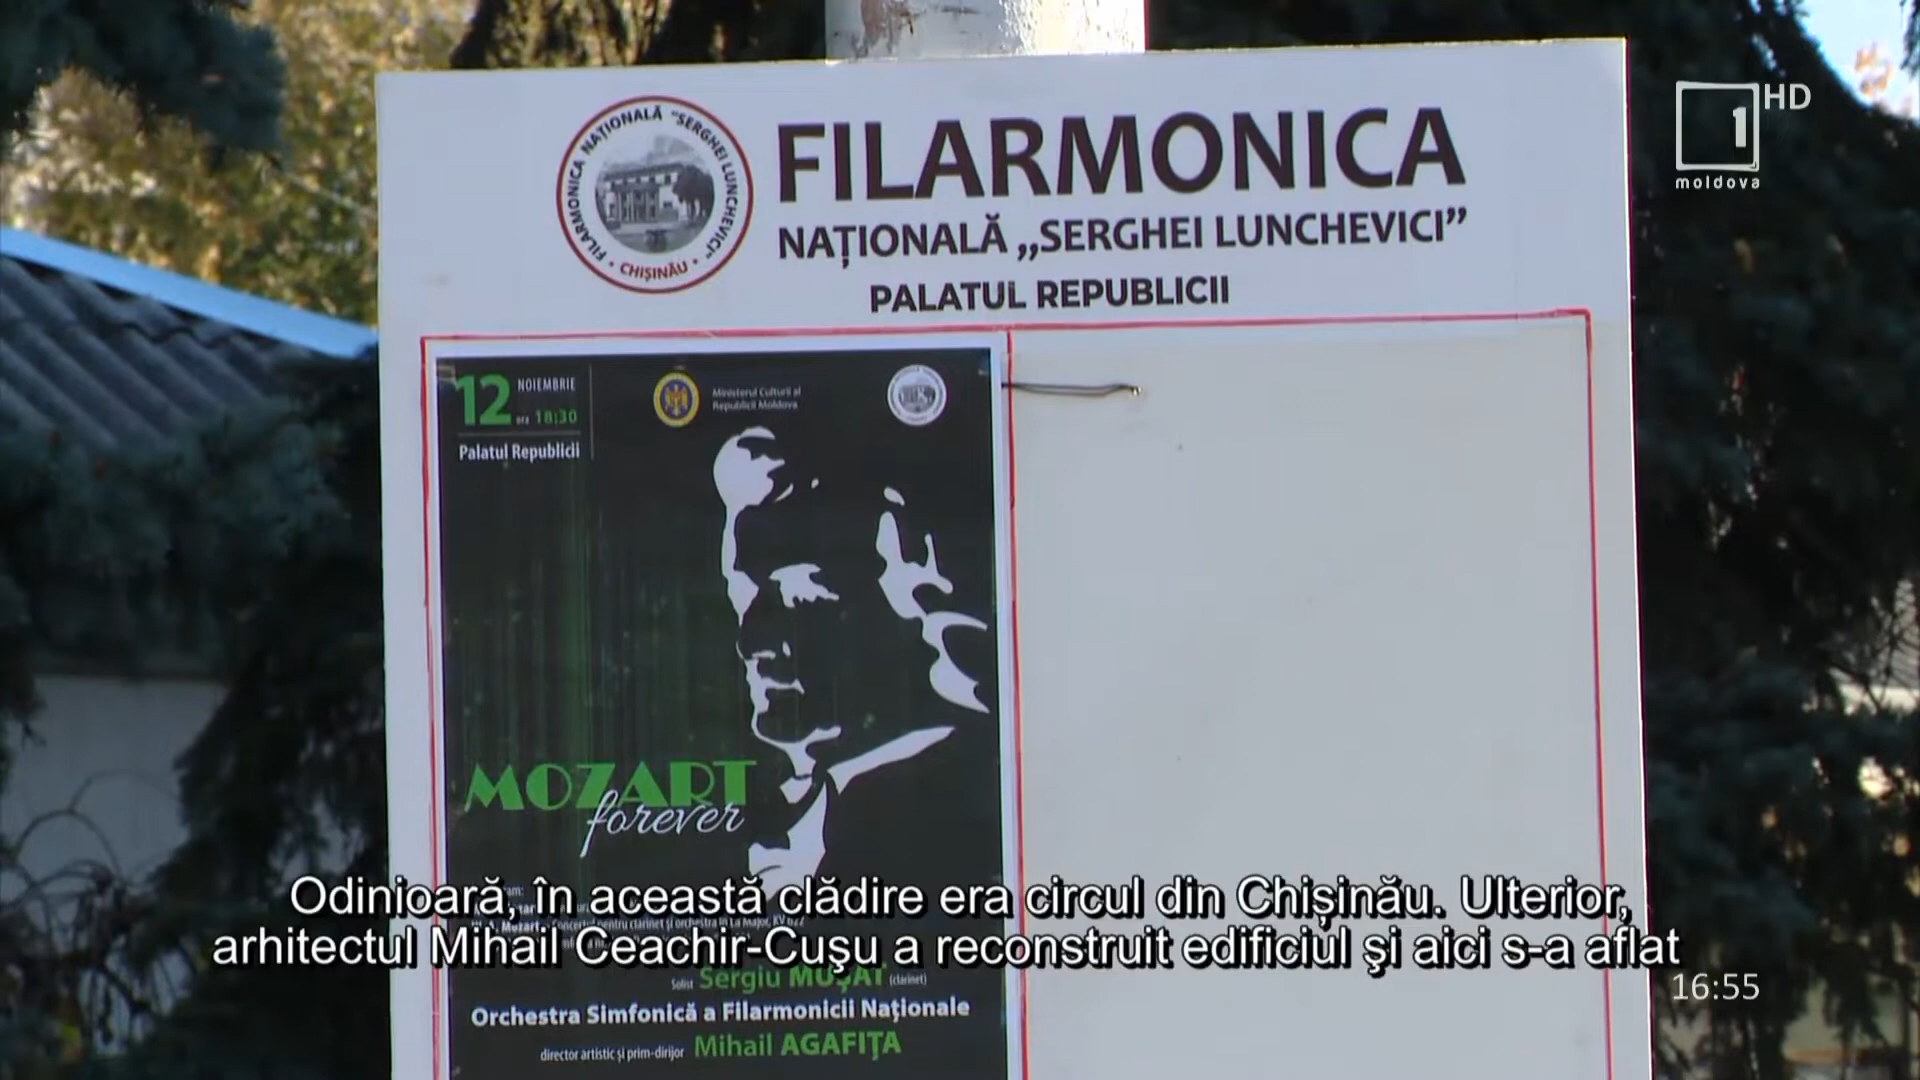 FILARMONICA NAȚIONALĂ "SERGHEI LUNCHEVICI"
• CHIȘINĂU •
FILARMONICA
NAȚIONALĂ „SERGHEI LUNCHEVICI”
PALATUL REPUBLICII
1 HD
moldova
12 NOIEMBRIE
ora 18:30
Palatul Republicii
Ministerul Culturii al
Republicii Moldova
MOZART
forever
Odinioară, în această clădire era circul din Chișinău. Ulterior,
arhitectul Mihail Ceachir-Cuşu a reconstruit edificiul şi aici s-a aflat
Solist Sergiu MUȘAT (clarinet)
Orchestra Simfonică a Filarmonicii Naţionale
director artistic și prim-dirijor Mihail AGAFIŢA
16:55